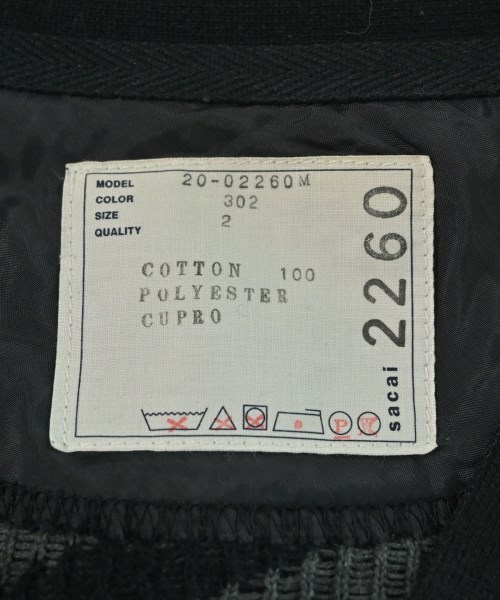 MODEL 20-02260M
COLOR 302
SIZE 2
QUALITY
COTTON 100
POLYESTER
CUPRO
P W
sacai 2260